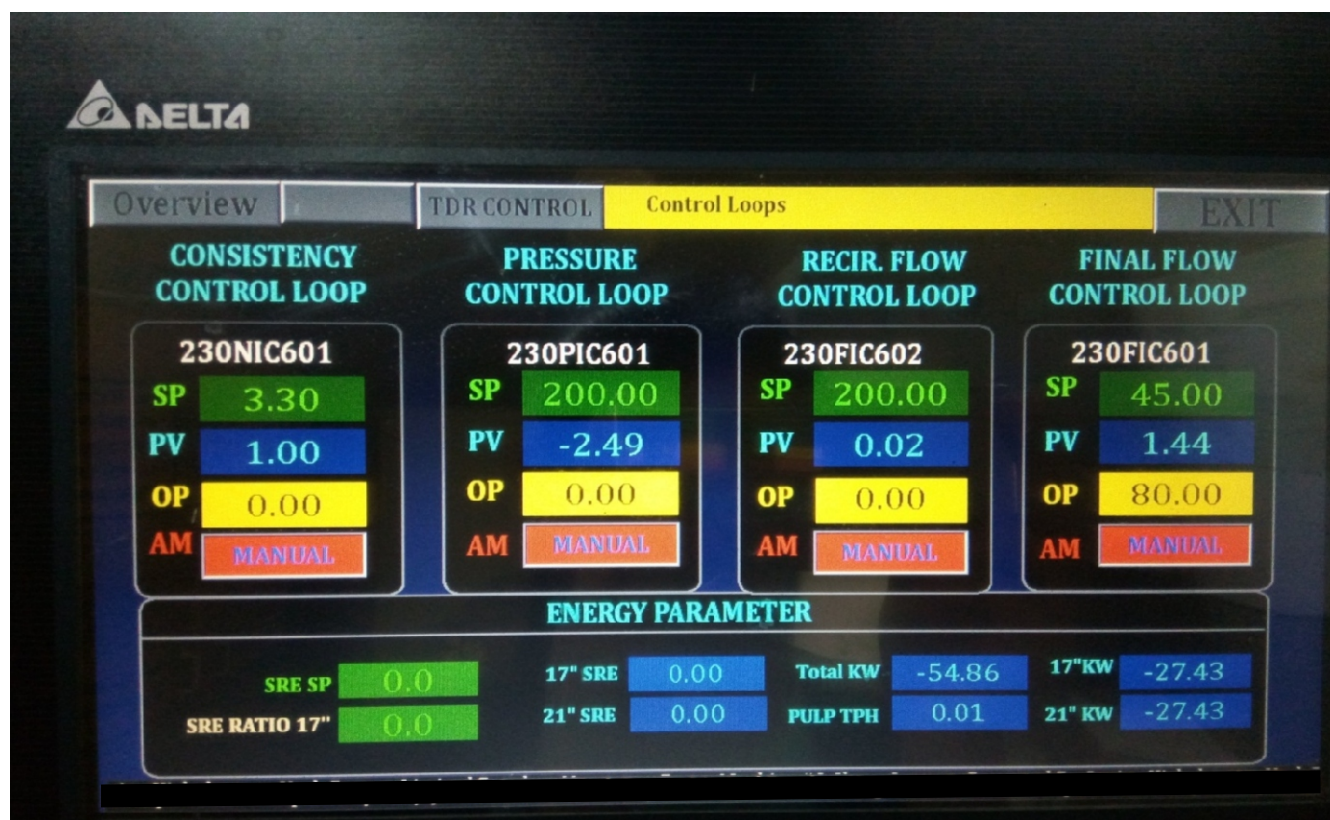 DELTA
Overview TDR CONTROL Control Loops EXIT
CONSISTENCY
CONTROL LOOP
230NIC601
SP 3.30
PV 1.00
OP 0.00
AM MANUAL
PRESSURE
CONTROL LOOP
230PIC601
SP 200.00
PV -2.49
OP 0.00
AM MANUAL
RECIR. FLOW
CONTROL LOOP
230FIC602
SP 200.00
PV 0.02
OP 0.00
AM MANUAL
FINAL FLOW
CONTROL LOOP
230FIC601
SP 45.00
PV 1.44
OP 80.00
AM MANUAL
ENERGY PARAMETER
SRE SP 0.0
SRE RATIO 17" 0.0
17" SRE 0.00
21" SRE 0.00
Total KW -54.86
PULP TPH 0.01
17"KW -27.43
21" KW -27.43